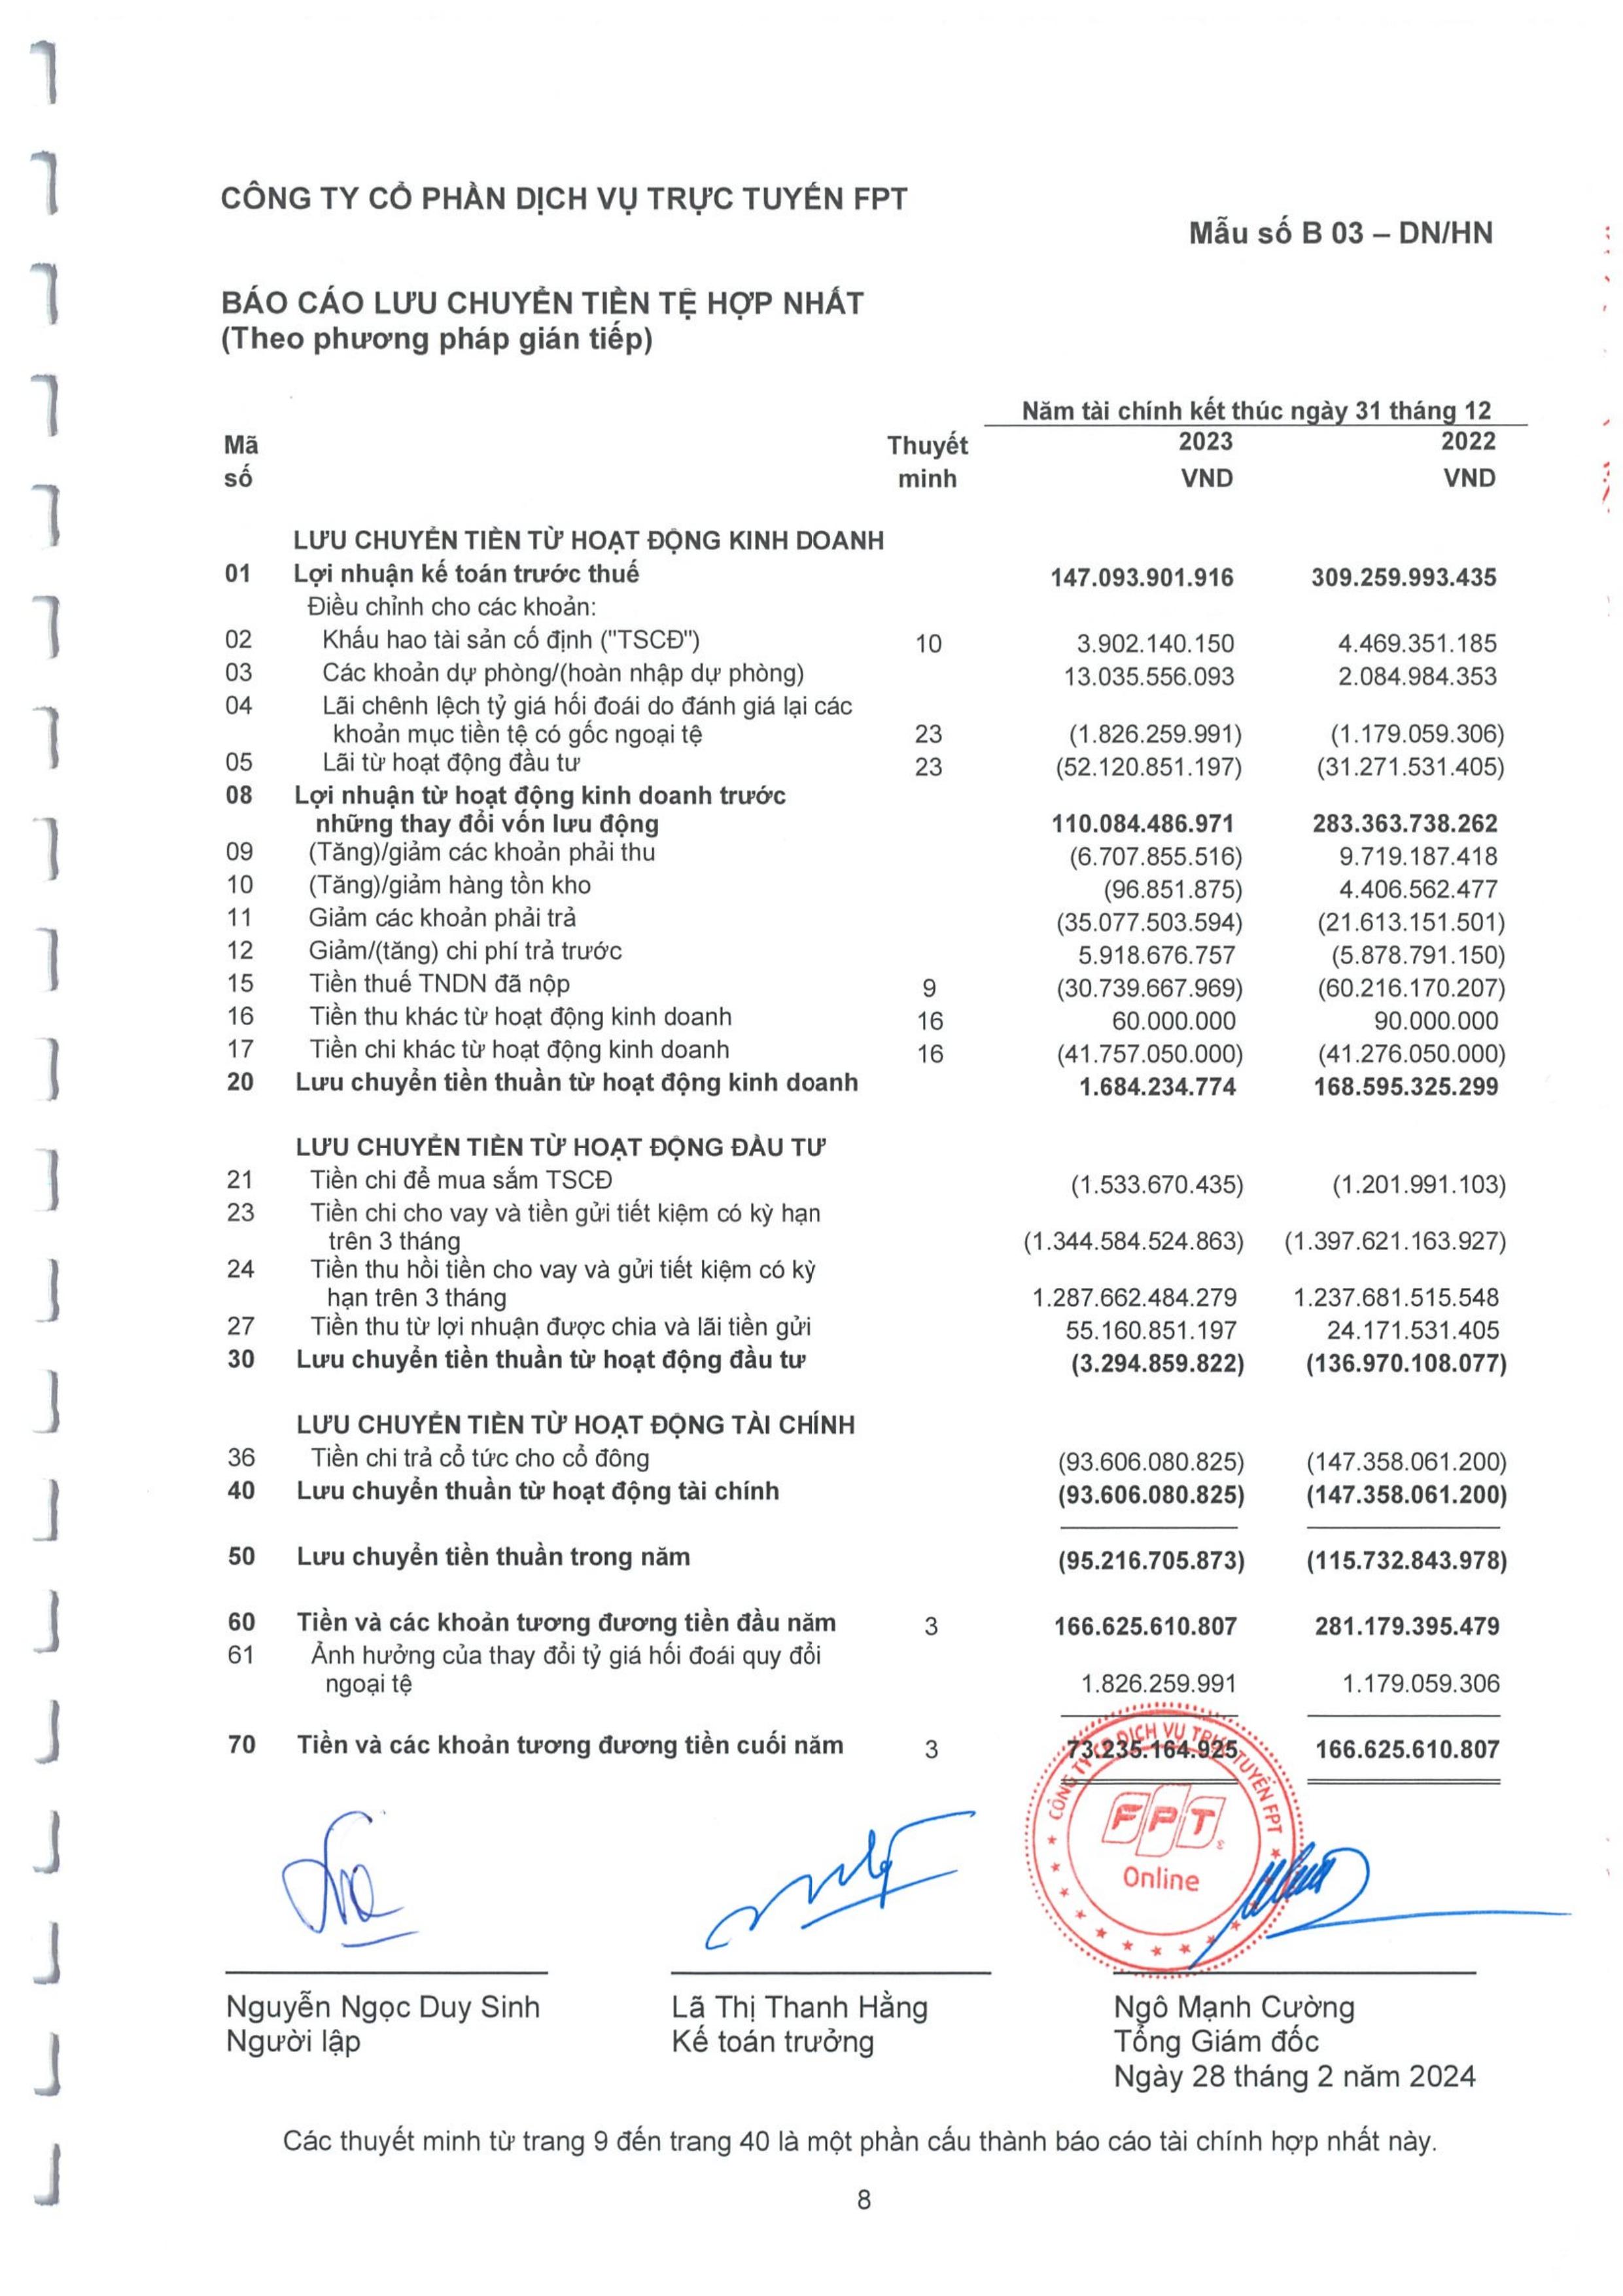 CÔNG TY CỔ PHẦN DỊCH VỤ TRỰC TUYẾN FPT
Mẫu số B 03 – DN/HN
BÁO CÁO LƯU CHUYỂN TIỀN TỆ HỢP NHẤT
(Theo phương pháp gián tiếp)
Năm tài chính kết thúc ngày 31 tháng 12
Mã Thuyết 2023 2022
số minh VND VND
LƯU CHUYỂN TIỀN TỪ HOẠT ĐỘNG KINH DOANH
01 Lợi nhuận kế toán trước thuế 147.093.901.916 309.259.993.435
Điều chỉnh cho các khoản:
02 Khấu hao tài sản cố định ("TSCĐ") 10 3.902.140.150 4.469.351.185
03 Các khoản dự phòng/(hoàn nhập dự phòng) 13.035.556.093 2.084.984.353
04 Lãi chênh lệch tỷ giá hối đoái do đánh giá lại các
khoản mục tiền tệ có gốc ngoại tệ 23 (1.826.259.991) (1.179.059.306)
05 Lãi từ hoạt động đầu tư 23 (52.120.851.197) (31.271.531.405)
08 Lợi nhuận từ hoạt động kinh doanh trước
những thay đổi vốn lưu động 110.084.486.971 283.363.738.262
09 (Tăng)/giảm các khoản phải thu (6.707.855.516) 9.719.187.418
10 (Tăng)/giảm hàng tồn kho (96.851.875) 4.406.562.477
11 Giảm các khoản phải trả (35.077.503.594) (21.613.151.501)
12 Giảm/(tăng) chi phí trả trước 5.918.676.757 (5.878.791.150)
15 Tiền thuế TNDN đã nộp 9 (30.739.667.969) (60.216.170.207)
16 Tiền thu khác từ hoạt động kinh doanh 16 60.000.000 90.000.000
17 Tiền chi khác từ hoạt động kinh doanh 16 (41.757.050.000) (41.276.050.000)
20 Lưu chuyển tiền thuần từ hoạt động kinh doanh 1.684.234.774 168.595.325.299
LƯU CHUYỂN TIỀN TỪ HOẠT ĐỘNG ĐẦU TƯ
21 Tiền chi để mua sắm TSCĐ (1.533.670.435) (1.201.991.103)
23 Tiền chi cho vay và tiền gửi tiết kiệm có kỳ hạn
trên 3 tháng (1.344.584.524.863) (1.397.621.163.927)
24 Tiền thu hồi tiền cho vay và gửi tiết kiệm có kỳ
hạn trên 3 tháng 1.287.662.484.279 1.237.681.515.548
27 Tiền thu từ lợi nhuận được chia và lãi tiền gửi 55.160.851.197 24.171.531.405
30 Lưu chuyển tiền thuần từ hoạt động đầu tư (3.294.859.822) (136.970.108.077)
LƯU CHUYỂN TIỀN TỪ HOẠT ĐỘNG TÀI CHÍNH
36 Tiền chi trả cổ tức cho cổ đông (93.606.080.825) (147.358.061.200)
40 Lưu chuyển thuần từ hoạt động tài chính (93.606.080.825) (147.358.061.200)
50 Lưu chuyển tiền thuần trong năm (95.216.705.873) (115.732.843.978)
60 Tiền và các khoản tương đương tiền đầu năm 3 166.625.610.807 281.179.395.479
61 Ảnh hưởng của thay đổi tỷ giá hối đoái quy đổi
ngoại tệ 1.826.259.991 1.179.059.306
70 Tiền và các khoản tương đương tiền cuối năm 3 73.235.164.925 166.625.610.807
CÔNG TY CP DỊCH VỤ TRỰC TUYẾN FPT
FPT
Online
Nguyễn Ngọc Duy Sinh Lã Thị Thanh Hằng Ngô Mạnh Cường
Người lập Kế toán trưởng Tổng Giám đốc
Ngày 28 tháng 2 năm 2024
Các thuyết minh từ trang 9 đến trang 40 là một phần cấu thành báo cáo tài chính hợp nhất này.
8